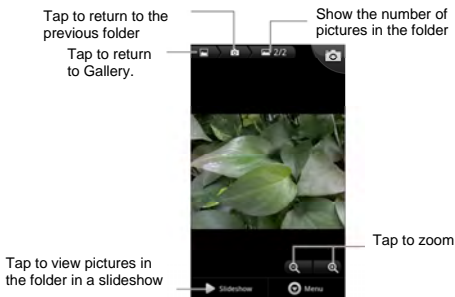 Tap to return to the
previous folder
Show the number of
pictures in the folder
Tap to return
to Gallery.
2/2
Tap to zoom
Tap to view pictures in
the folder in a slideshow
Slideshow
Menu